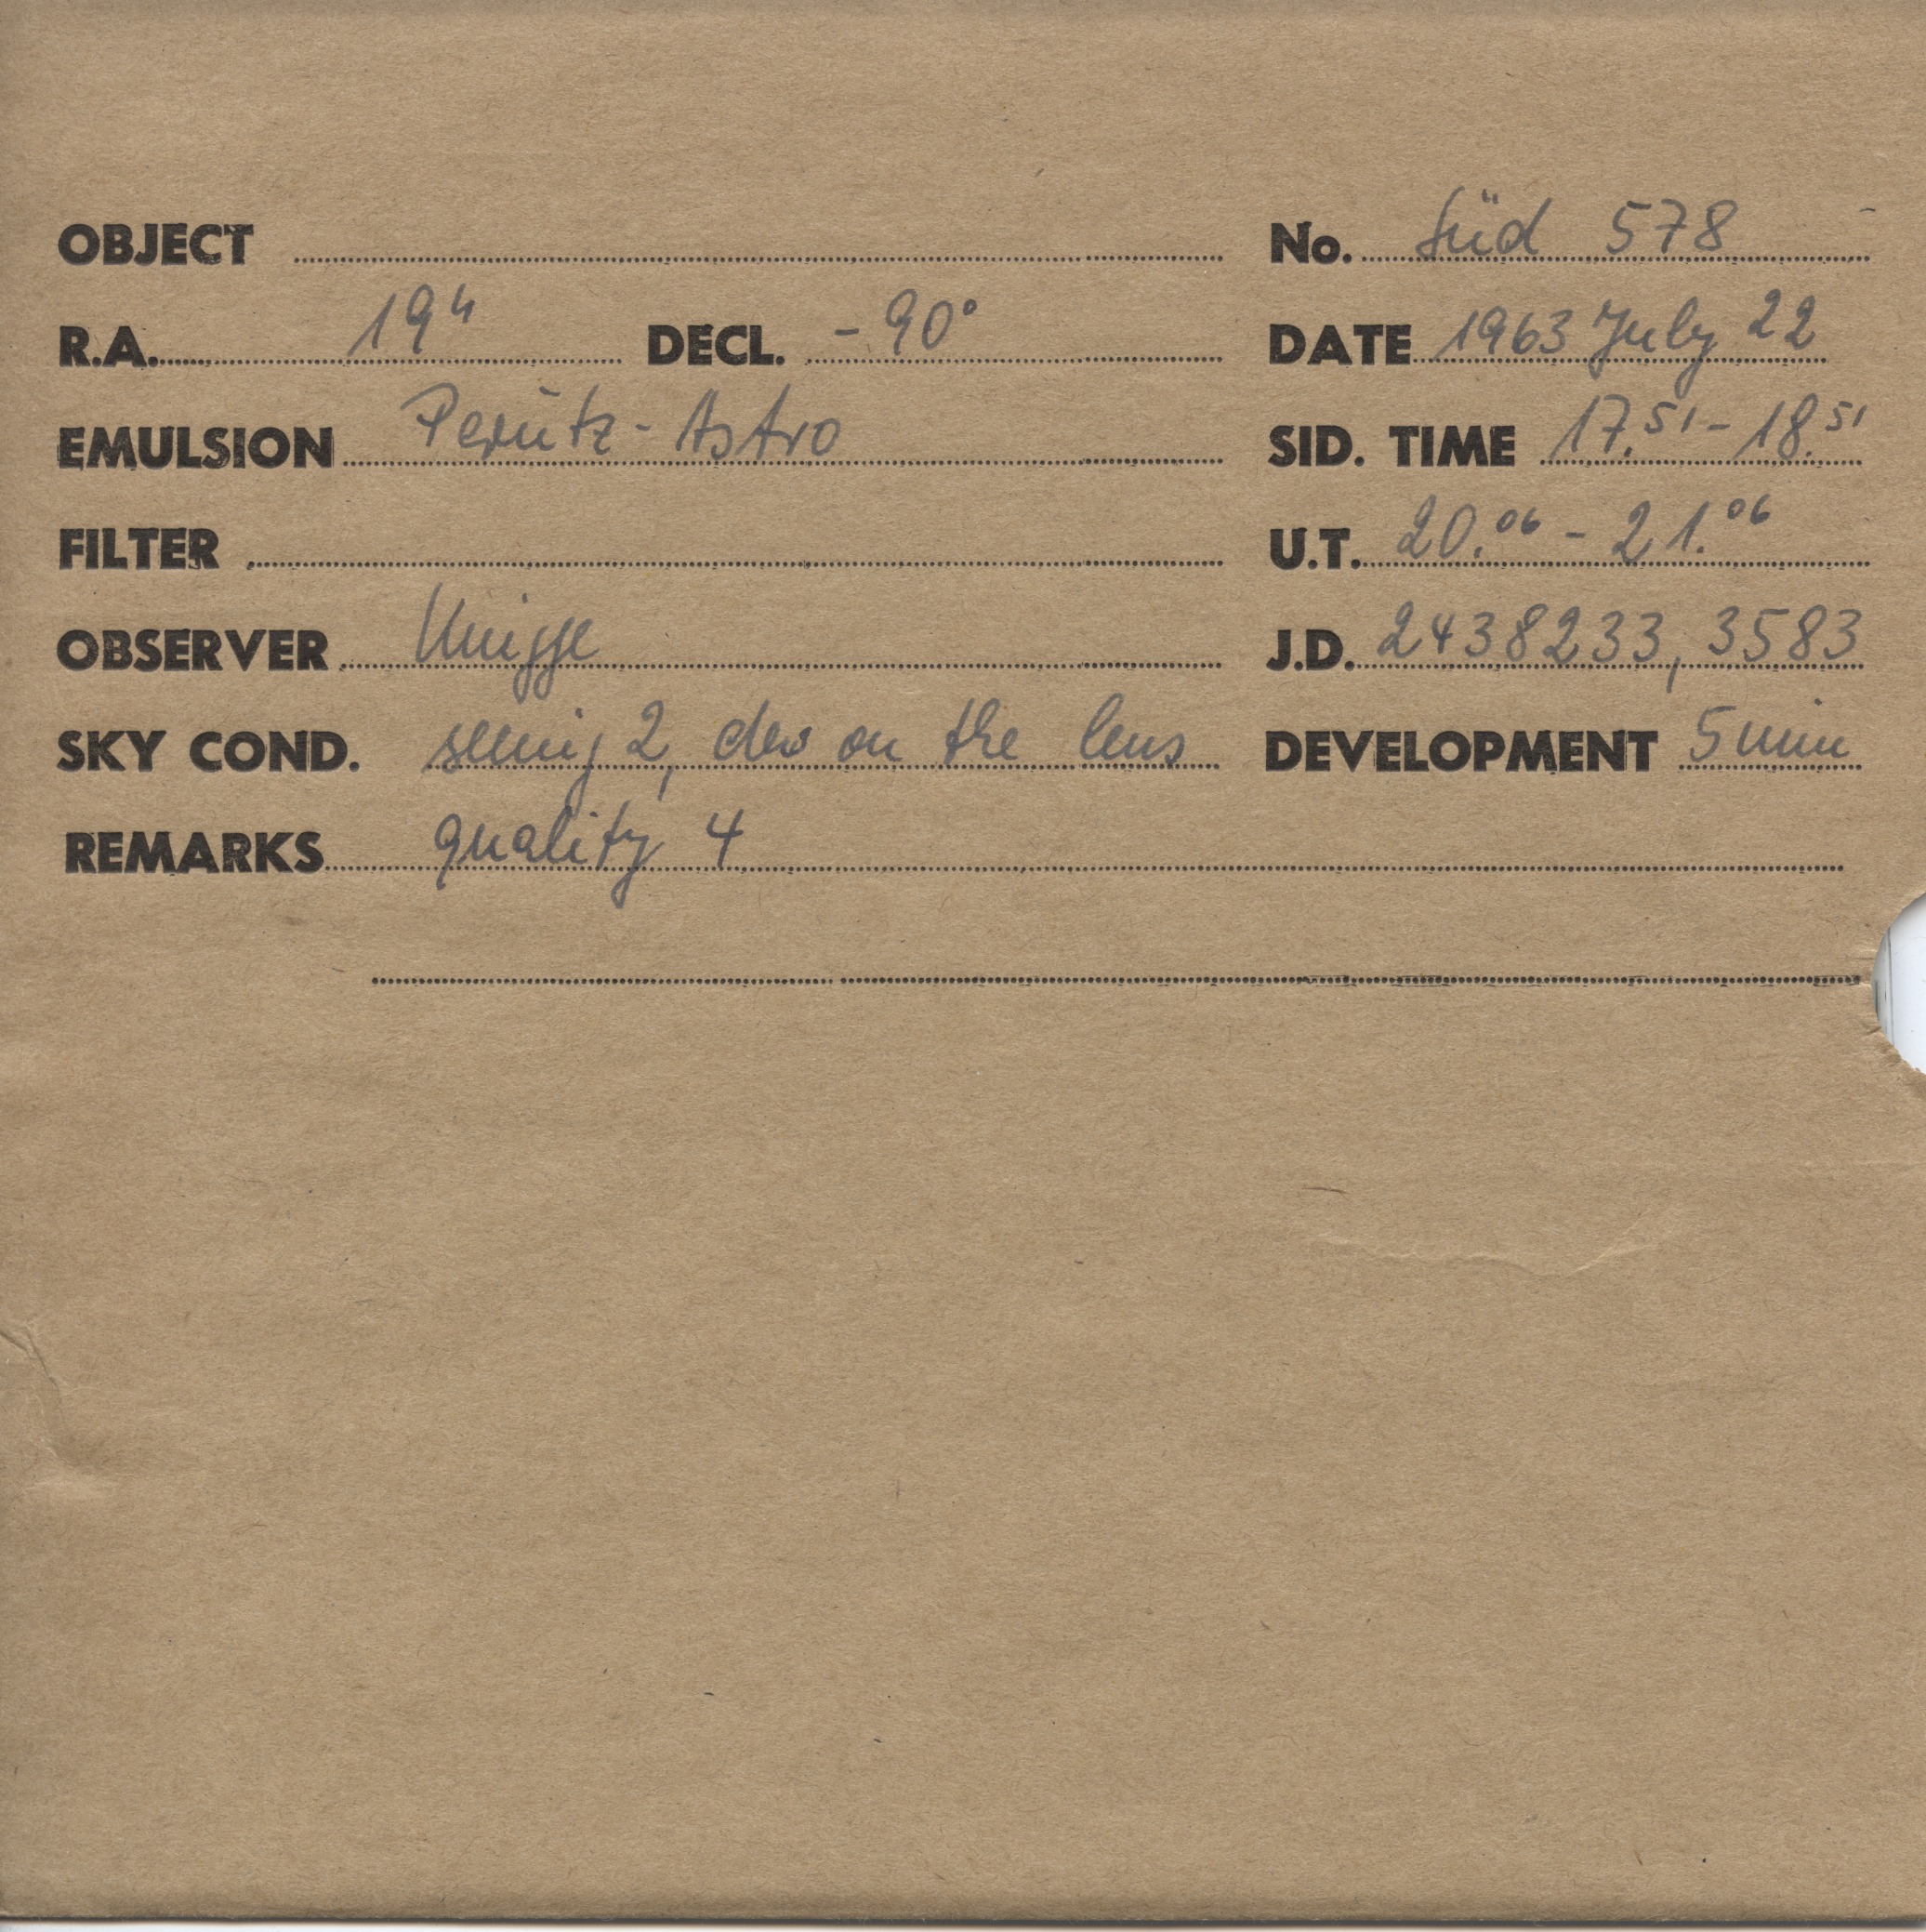 OBJECT No. Süd 578
R.A. 19h DECL. - 90° DATE 1963 July 22
EMULSION Perutz - Astro SID. TIME 17.51 - 18.51
FILTER U.T. 20.06 - 21.06
OBSERVER Knigge J.D. 2438233,3583
SKY COND. seeing 2, dew on the lens DEVELOPMENT 5 min
REMARKS quality 4